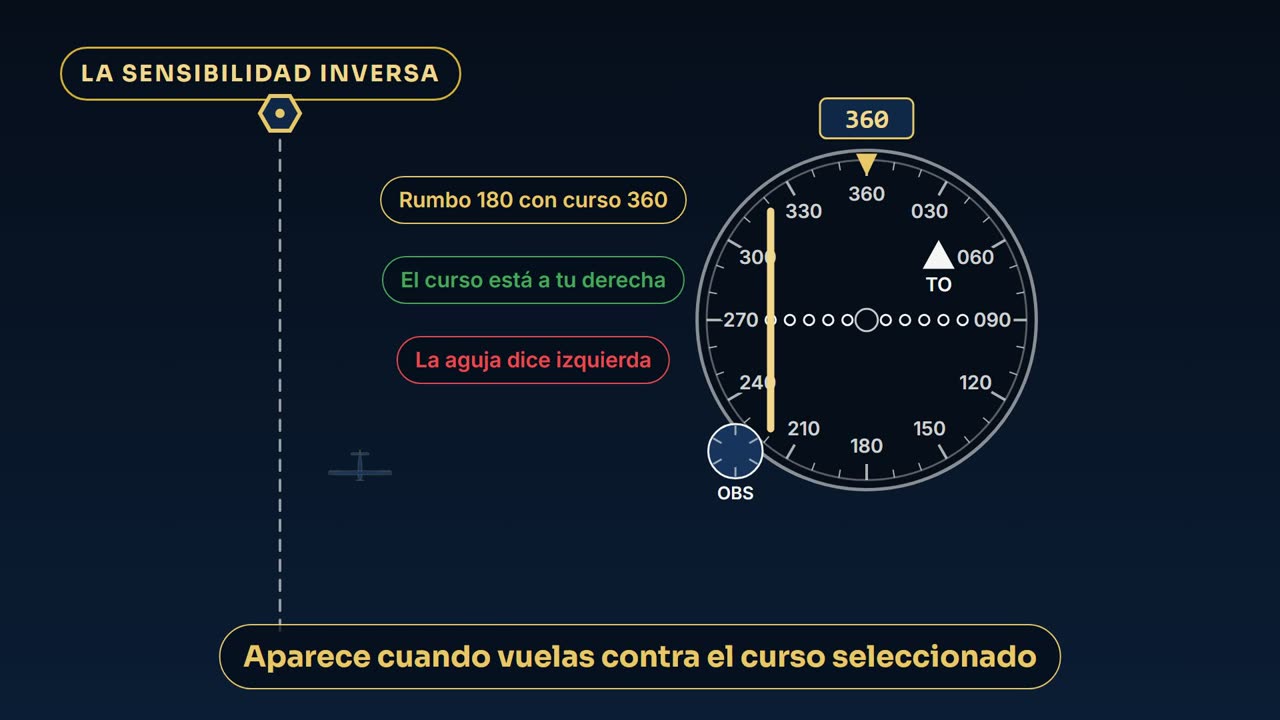 LA SENSIBILIDAD INVERSA
Rumbo 180 con curso 360
El curso está a tu derecha
La aguja dice izquierda
360
360
030
060
090
120
150
180
210
240
270
300
330
TO
OBS
Aparece cuando vuelas contra el curso seleccionado